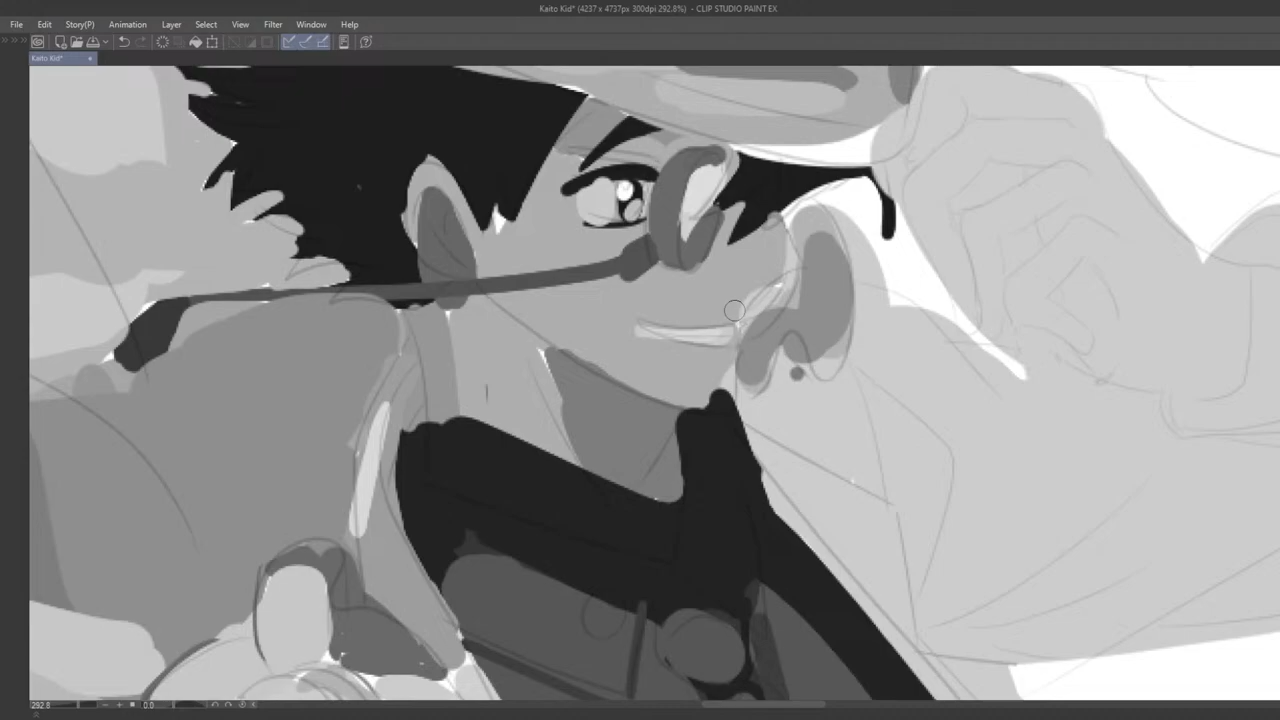 Kaito Kid* (4237 x 4737px 300dpi 292.8%) - CLIP STUDIO PAINT EX
File Edit Story(P) Animation Layer Select View Filter Window Help
Kaito Kid*
292.8 0.0